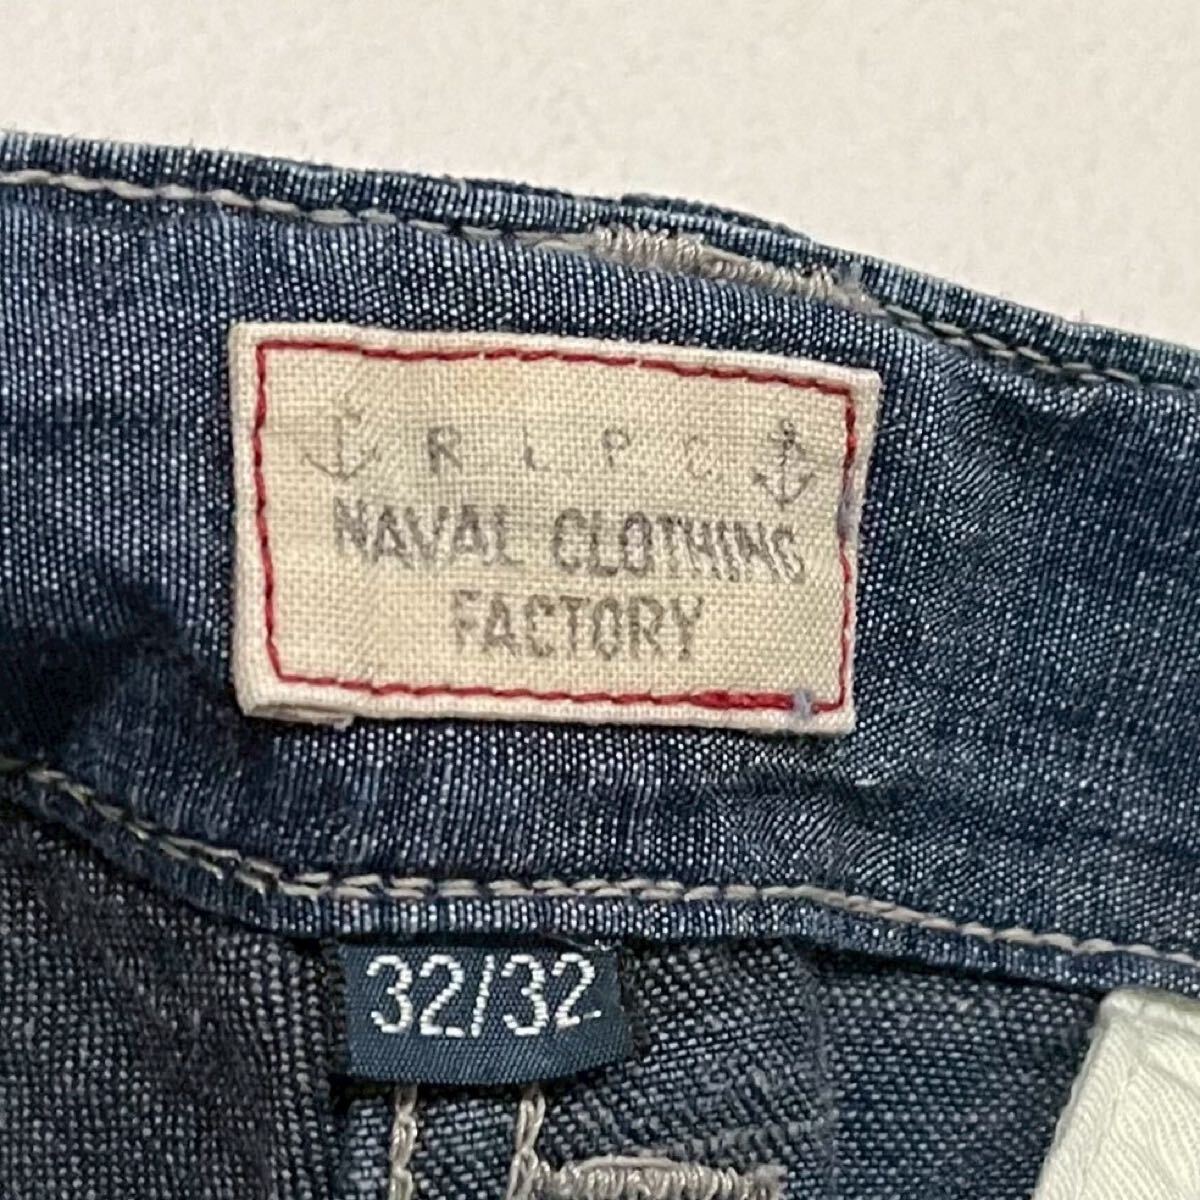 R. L. P. C.
NAVAL CLOTHING
FACTORY
32/32